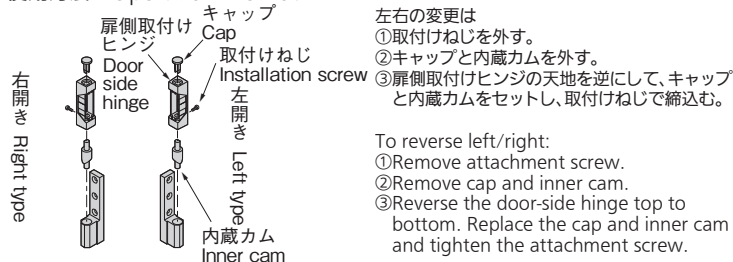 キャップ
Cap
扉側取付け
ヒンジ
Door
side
hinge
取付けねじ
Installation screw
右開き Right type
左開き Left type
内蔵カム
Inner cam
左右の変更は
①取付けねじを外す。
②キャップと内蔵カムを外す。
③扉側取付けヒンジの天地を逆にして、キャップ
と内蔵カムをセットし、取付けねじで締込む。
To reverse left/right:
①Remove attachment screw.
②Remove cap and inner cam.
③Reverse the door-side hinge top to
bottom. Replace the cap and inner cam
and tighten the attachment screw.